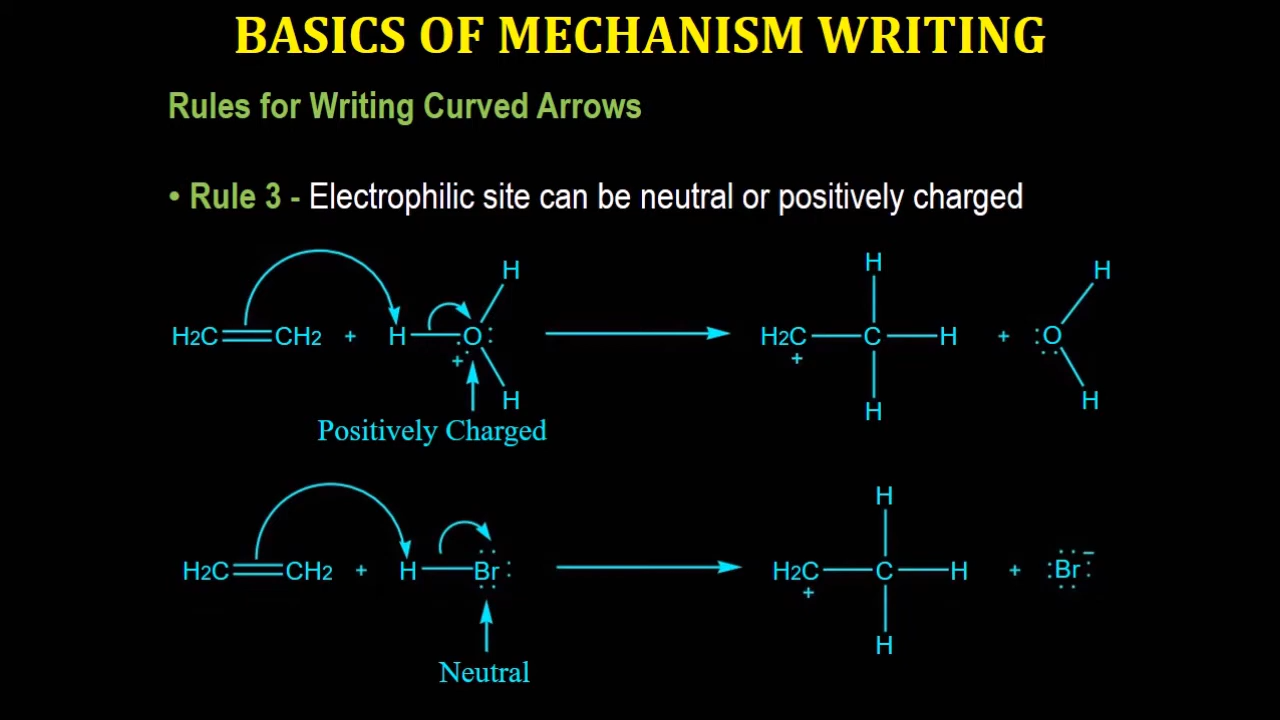 BASICS OF MECHANISM WRITING
Rules for Writing Curved Arrows
• Rule 3 - Electrophilic site can be neutral or positively charged
H
H
H
H2C CH2 + H :O: H2C C H + :O
+ +
H
H
H
Positively Charged
H
H2C CH2 + H Br: H2C C H + :Br: −
+
H
Neutral